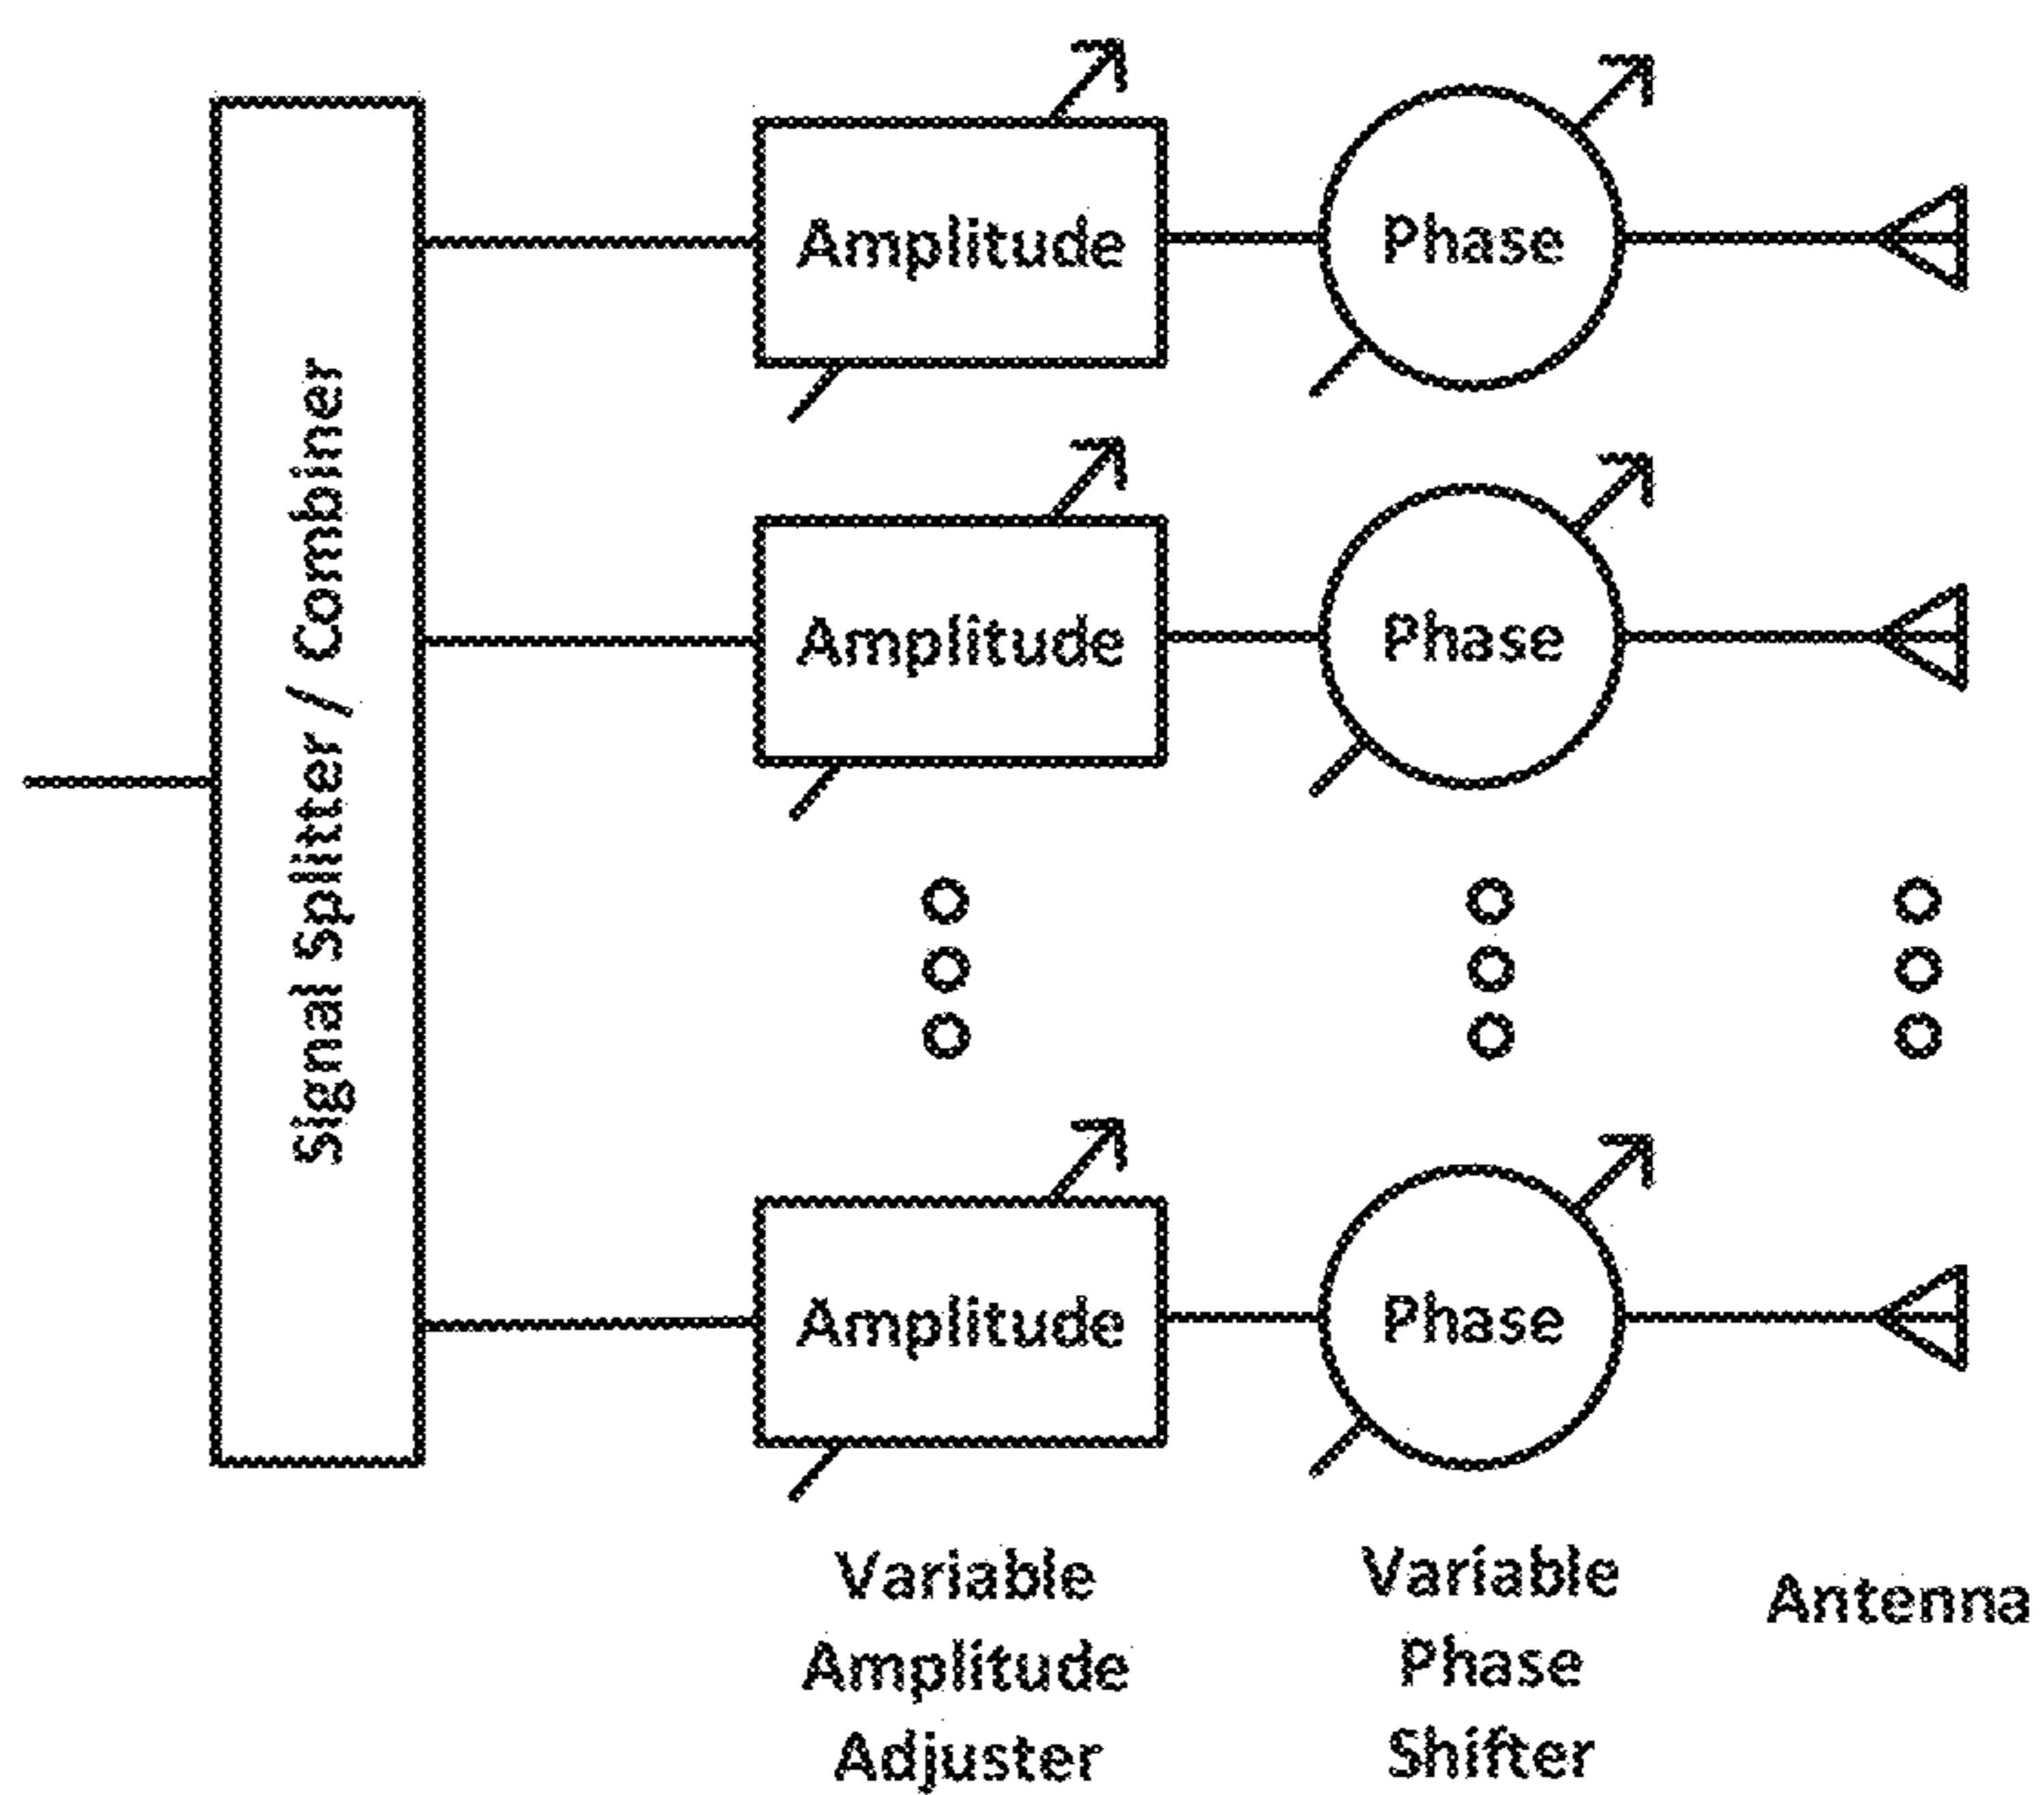 Signal Splitter / Combiner
Amplitude
Phase
Amplitude
Phase
Amplitude
Phase
Variable
Amplitude
Adjuster
Variable
Phase
Shifter
Antenna